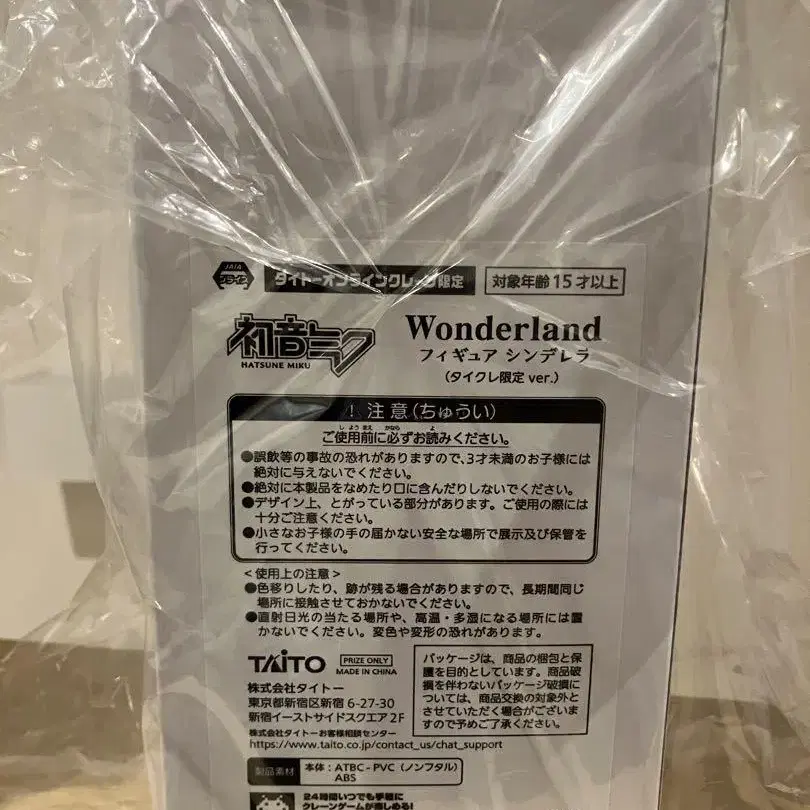 JAIA
プライズ
タイトーオンラインクレーン限定
対象年齢15才以上
初音ミク
HATSUNE MIKU
Wonderland
フィギュア シンデレラ
（タイクレ限定 ver.）
！注意（ちゅうい）
ご使用前に必ずお読みください。
●誤飲等の事故の恐れがありますので、3才未満のお子様には
絶対に与えないでください。
●絶対に本製品をなめたり口に含んだりしないでください。
●デザイン上、とがっている部分があります。ご使用の際には
十分ご注意ください。
●小さなお子様の手の届かない安全な場所で展示及び保管を
行ってください。
＜使用上の注意＞
●色移りしたり、跡が残る場合がありますので、長期間同じ
場所に接触させておかないでください。
●直射日光の当たる場所や、高温・多湿になる場所には置
かないでください。変色や変形の恐れがあります。
TAITO
PRIZE ONLY
MADE IN CHINA
株式会社タイトー
東京都新宿区新宿 6-27-30
新宿イーストサイドスクエア 2F
株式会社タイトーお客様相談センター
https://www.taito.co.jp/contact_us/chat_support
パッケージは、商品の梱包と保
護を目的としています。商品破
損を伴わないパッケージ破損に
ついては、商品交換の対象外と
させていただく場合がございま
すので予めご了承ください。
製品素材
本体：ATBC-PVC（ノンフタル）
ABS
24時間いつでも手軽に
クレーンゲームが楽しめる！